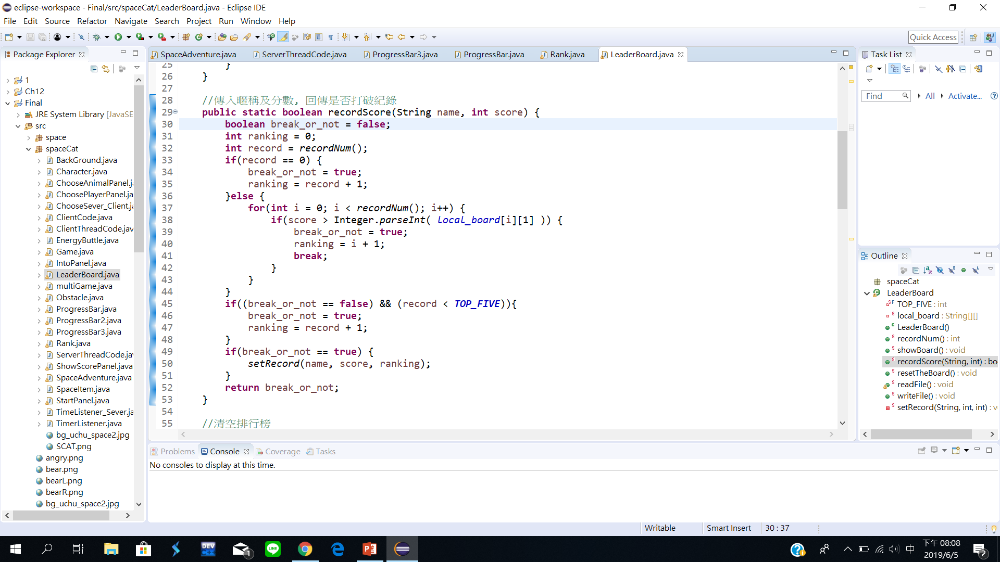 eclipse-workspace - Final/src/spaceCat/LeaderBoard.java - Eclipse IDE
File Edit Source Refactor Navigate Search Project Run Window Help
Quick Access
Package Explorer
1
Ch12
Final
JRE System Library [JavaSE
src
space
spaceCat
BackGround.java
Character.java
ChooseAnimalPanel.ja
ChoosePlayerPanel.ja
ChooseSever_Client.ja
ClientCode.java
ClientThreadCode.jav
EnergyButtle.java
Game.java
IntoPanel.java
LeaderBoard.java
multiGame.java
Obstacle.java
ProgressBar.java
ProgressBar2.java
ProgressBar3.java
Rank.java
ServerThreadCode.jav
ShowScorePanel.java
SpaceAdventure.java
SpaceItem.java
StartPanel.java
TimeListener_Sever.ja
TimerListener.java
bg_uchu_space2.jpg
SCAT.png
angry.png
bear.png
bearL.png
bearR.png
bg_uchu_space2.jpg
SpaceAdventure.java ServerThreadCode.java ProgressBar3.java ProgressBar.java Rank.java LeaderBoard.java
25 }
26 }
27
28 //傳入暱稱及分數, 回傳是否打破紀錄
29 public static boolean recordScore(String name, int score) {
30 boolean break_or_not = false;
31 int ranking = 0;
32 int record = recordNum();
33 if(record == 0) {
34 break_or_not = true;
35 ranking = record + 1;
36 }else {
37 for(int i = 0; i < recordNum(); i++) {
38 if(score > Integer.parseInt( local_board[i][1] )) {
39 break_or_not = true;
40 ranking = i + 1;
41 break;
42 }
43 }
44 }
45 if((break_or_not == false) && (record < TOP_FIVE)){
46 break_or_not = true;
47 ranking = record + 1;
48 }
49 if(break_or_not == true) {
50 setRecord(name, score, ranking);
51 }
52 return break_or_not;
53 }
54
55 //清空排行榜
Problems Console Coverage Tasks
No consoles to display at this time.
Task List
Find All Activate...
Outline
spaceCat
LeaderBoard
TOP_FIVE : int
local_board : String[][]
LeaderBoard()
recordNum() : int
showBoard() : void
recordScore(String, int) : bo
resetTheBoard() : void
readFile() : void
writeFile() : void
setRecord(String, int, int) : v
Writable Smart Insert 30 : 37
DEV
1
LINE
中
下午 08:08
2019/6/5
2